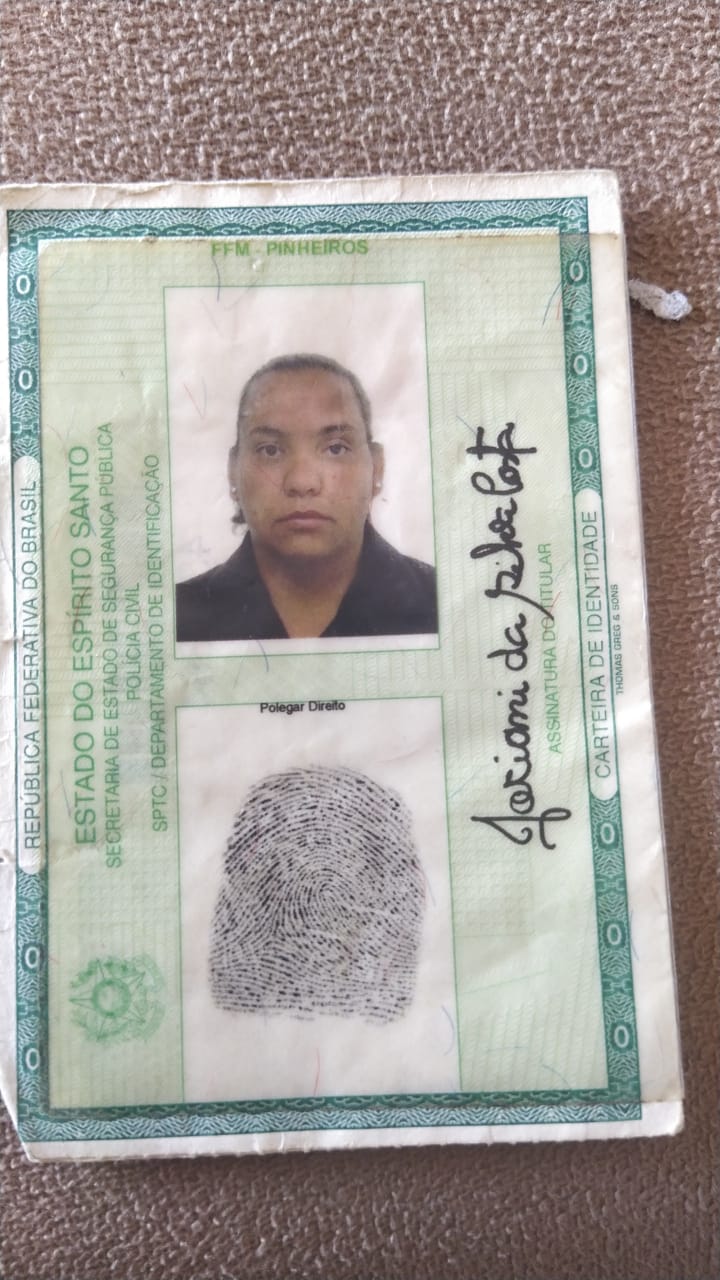 FFM - PINHEIROS
REPÚBLICA FEDERATIVA DO BRASIL
ESTADO DO ESPÍRITO SANTO
SECRETARIA DE ESTADO DE SEGURANÇA PÚBLICA
POLÍCIA CIVIL
SPTC / DEPARTAMENTO DE IDENTIFICAÇÃO
Polegar Direito
da Silva Costa
ASSINATURA DO TITULAR
CARTEIRA DE IDENTIDADE
THOMAS GREG & SONS